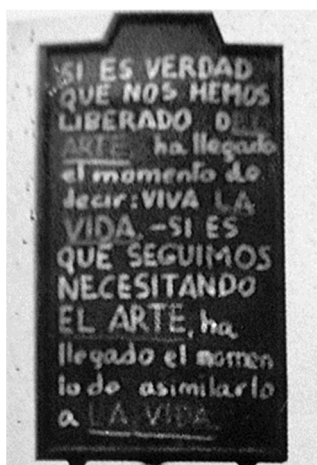 SI ES VERDAD
QUE NOS HEMOS
LIBERADO DEL
ARTE ha llegado
el momento de
decir: VIVA LA
VIDA.-SI ES
QUE SEGUIMOS
NECESITANDO
EL ARTE, ha
llegado el momen
to de asimilarlo
a LA VIDA.